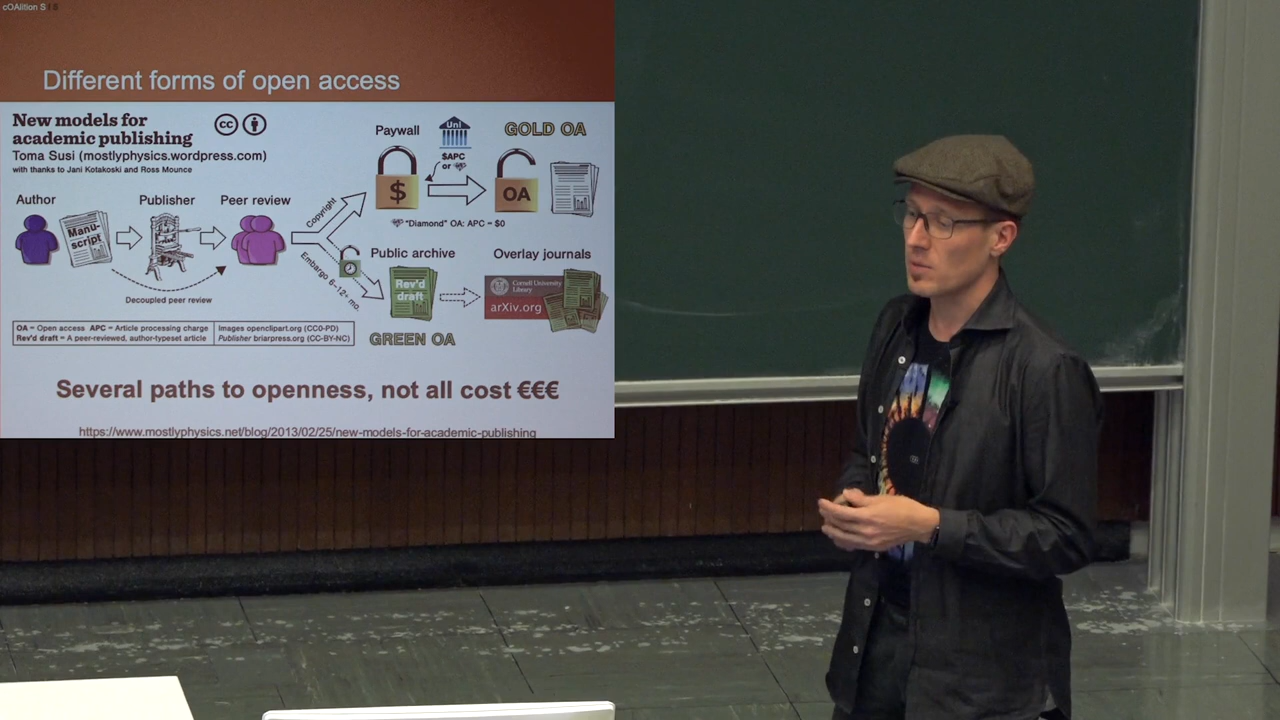 cOAlition S 1.6
Different forms of open access
New models for
academic publishing
Toma Susi (mostlyphysics.wordpress.com)
with thanks to Jani Kotakoski and Ross Mounce
Author
Publisher
Peer review
Manu-
script
Decoupled peer review
Copyright
Embargo 6-12+ mo.
Paywall
$
Uni
$APC
or
GOLD OA
OA
"Diamond" OA: APC = $0
Public archive
Rev'd
draft
GREEN OA
Overlay journals
Cornell University
Library
arXiv.org
OA = Open access APC = Article processing charge
Rev'd draft = A peer-reviewed, author-typeset article
Images openclipart.org (CC0-PD)
Publisher briarpress.org (CC-BY-NC)
Several paths to openness, not all cost €€€
https://www.mostlyphysics.net/blog/2013/02/25/new-models-for-academic-publishing